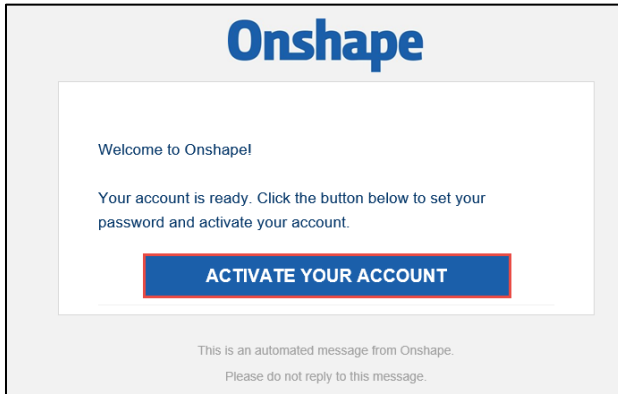 Onshape
Welcome to Onshape!
Your account is ready. Click the button below to set your
password and activate your account.
ACTIVATE YOUR ACCOUNT
This is an automated message from Onshape.
Please do not reply to this message.